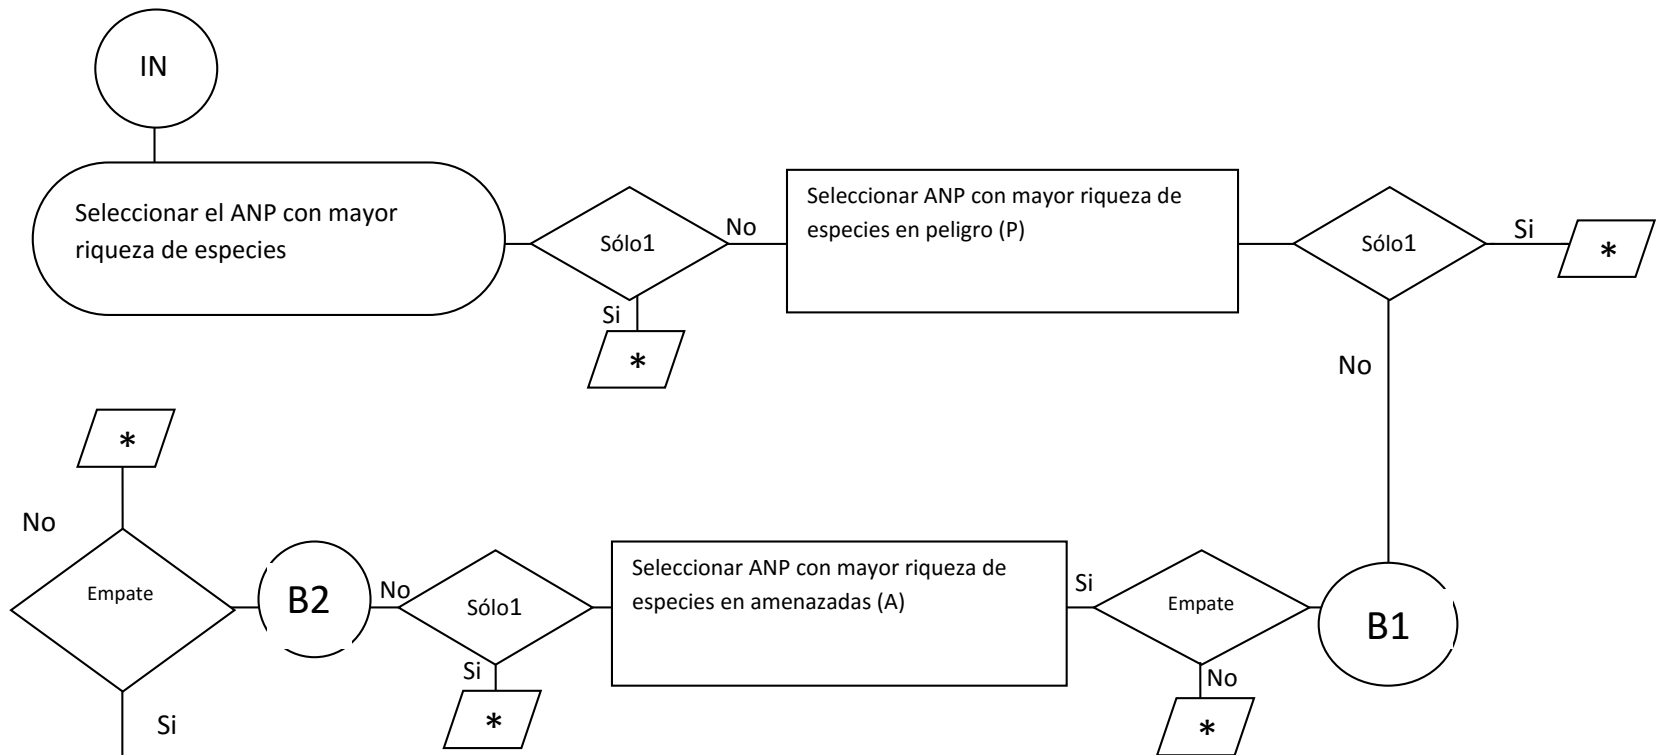 IN
Seleccionar el ANP con mayor
riqueza de especies
Sólo1
No
Si
*
Seleccionar ANP con mayor riqueza de
especies en peligro (P)
Sólo1
Si
*
No
B1
Empate
No
*
Si
Seleccionar ANP con mayor riqueza de
especies en amenazadas (A)
Sólo1
Si
*
No
B2
Empate
No
*
Si